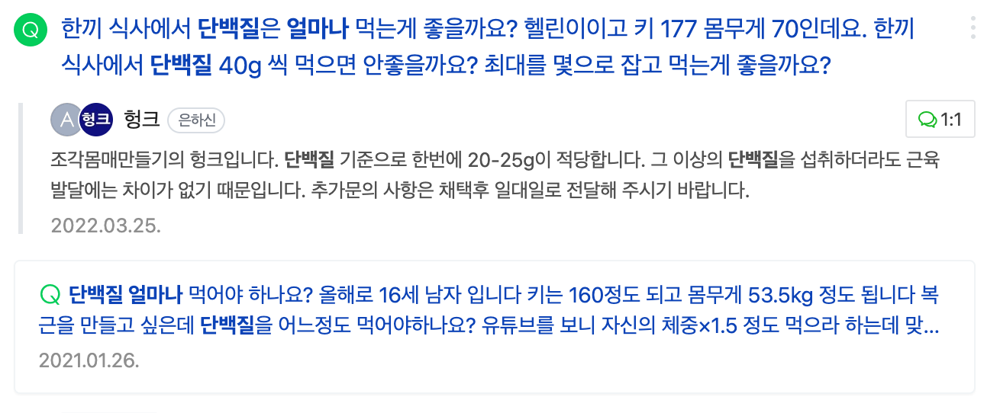 Q 한끼 식사에서 단백질은 얼마나 먹는게 좋을까요? 헬린이이고 키 177 몸무게 70인데요. 한끼
식사에서 단백질 40g 씩 먹으면 안좋을까요? 최대를 몇으로 잡고 먹는게 좋을까요?
A 헝크 헝크 은하신 1:1
조각몸매만들기의 헝크입니다. 단백질 기준으로 한번에 20-25g이 적당합니다. 그 이상의 단백질을 섭취하더라도 근육
발달에는 차이가 없기 때문입니다. 추가문의 사항은 채택후 일대일로 전달해 주시기 바랍니다.
2022.03.25.
Q 단백질 얼마나 먹어야 하나요? 올해로 16세 남자 입니다 키는 160정도 되고 몸무게 53.5kg 정도 됩니다 복
근을 만들고 싶은데 단백질을 어느정도 먹어야하나요? 유튜브를 보니 자신의 체중×1.5 정도 먹으라 하는데 맞...
2021.01.26.